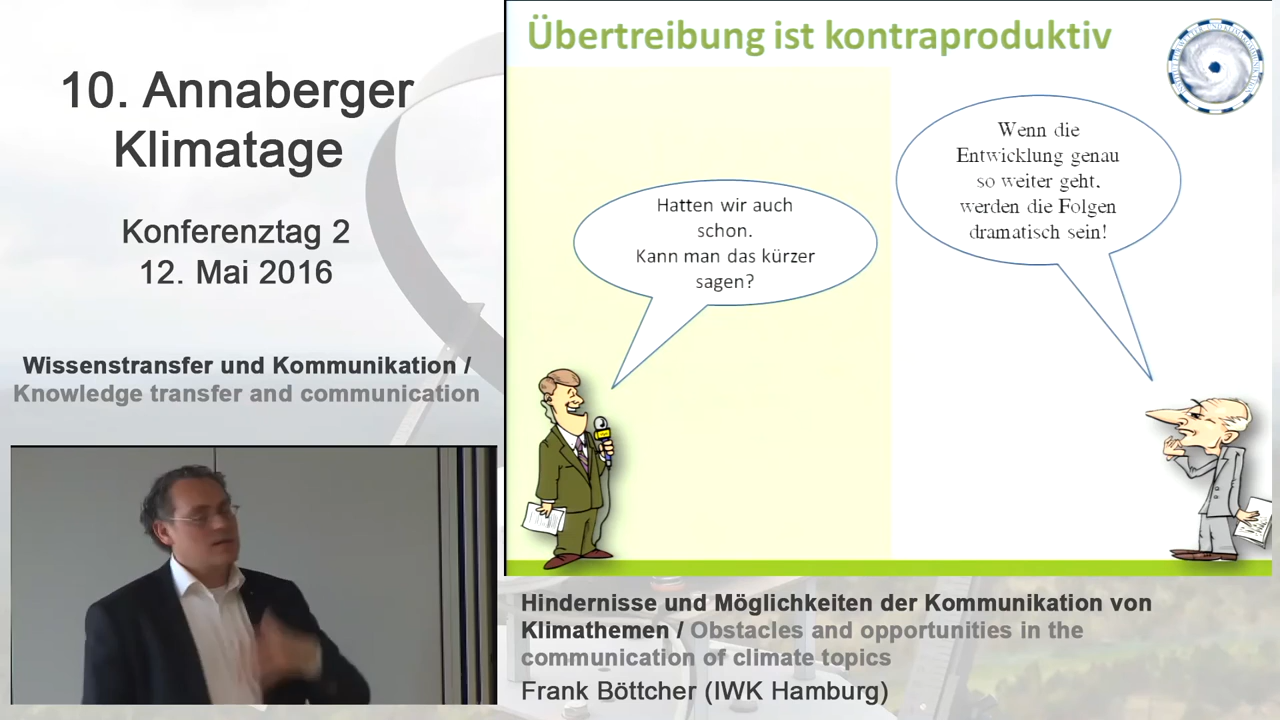 10. Annaberger
Klimatage
Konferenztag 2
12. Mai 2016
Wissenstransfer und Kommunikation /
Knowledge transfer and communication
Übertreibung ist kontraproduktiv
Hatten wir auch
schon.
Kann man das kürzer
sagen?
Wenn die
Entwicklung genau
so weiter geht,
werden die Folgen
dramatisch sein!
Hindernisse und Möglichkeiten der Kommunikation von
Klimathemen / Obstacles and opportunities in the
communication of climate topics
Frank Böttcher (IWK Hamburg)